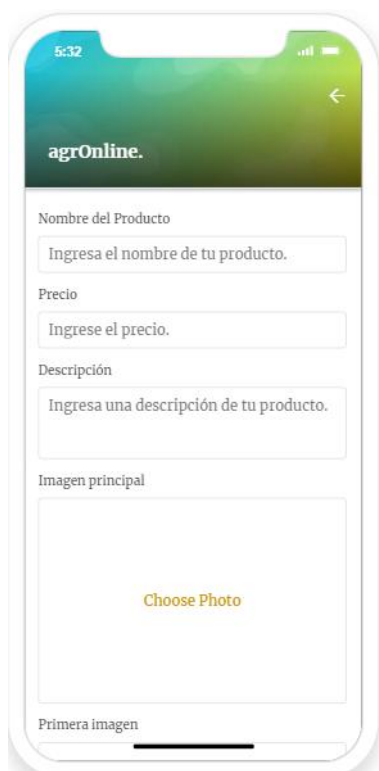 5:32
agrOnline.
Nombre del Producto
Ingresa el nombre de tu producto.
Precio
Ingrese el precio.
Descripción
Ingresa una descripción de tu producto.
Imagen principal
Choose Photo
Primera imagen